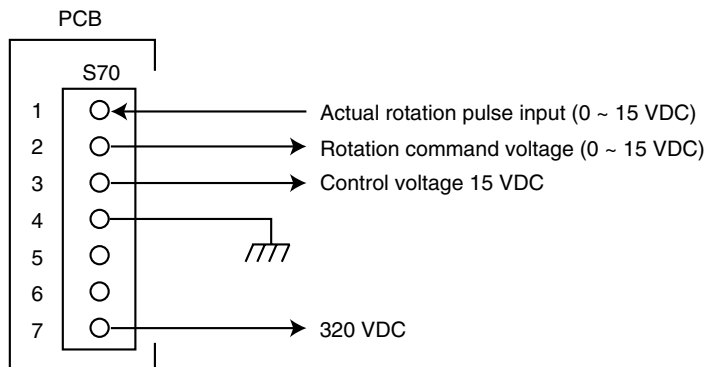 PCB
S70
1 Actual rotation pulse input (0 ~ 15 VDC)
2 Rotation command voltage (0 ~ 15 VDC)
3 Control voltage 15 VDC
4
5
6
7 320 VDC